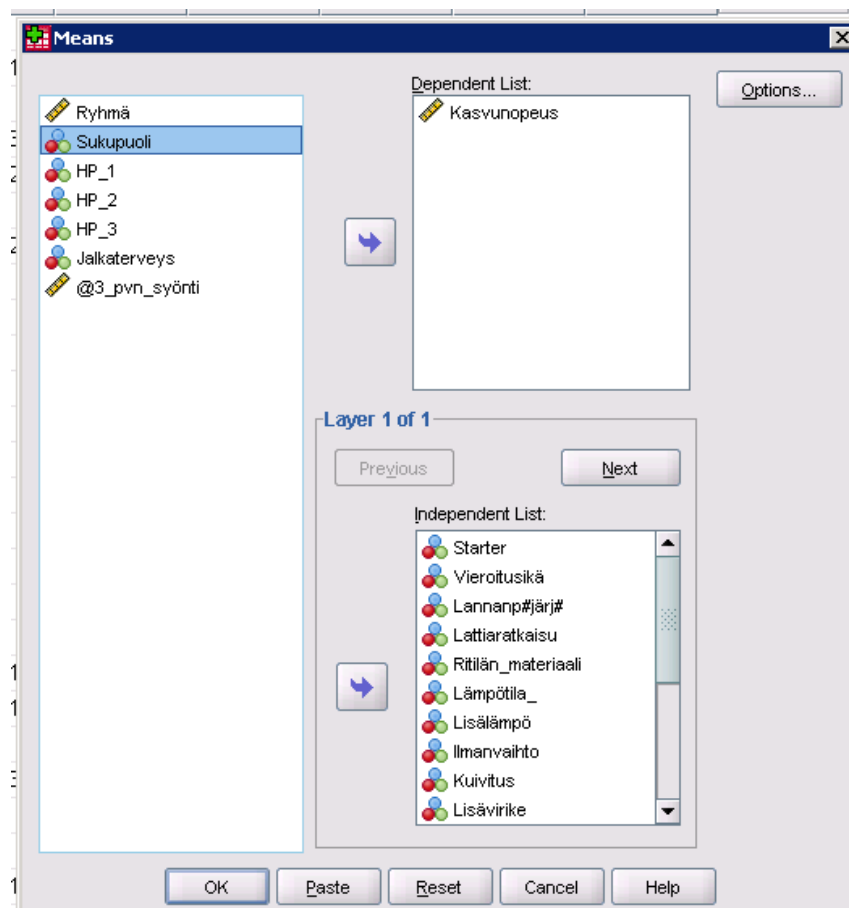 Means
Dependent List:
Options...
Ryhmä
Sukupuoli
HP_1
HP_2
HP_3
Jalkaterveys
@3_pvn_syönti
Kasvunopeus
Layer 1 of 1
Previous
Next
Independent List:
Starter
Vieroitusikä
Lannanp#järj#
Lattiaratkaisu
Ritilän_materiaali
Lämpötila_
Lisälämpö
Ilmanvaihto
Kuivitus
Lisävirike
OK
Paste
Reset
Cancel
Help